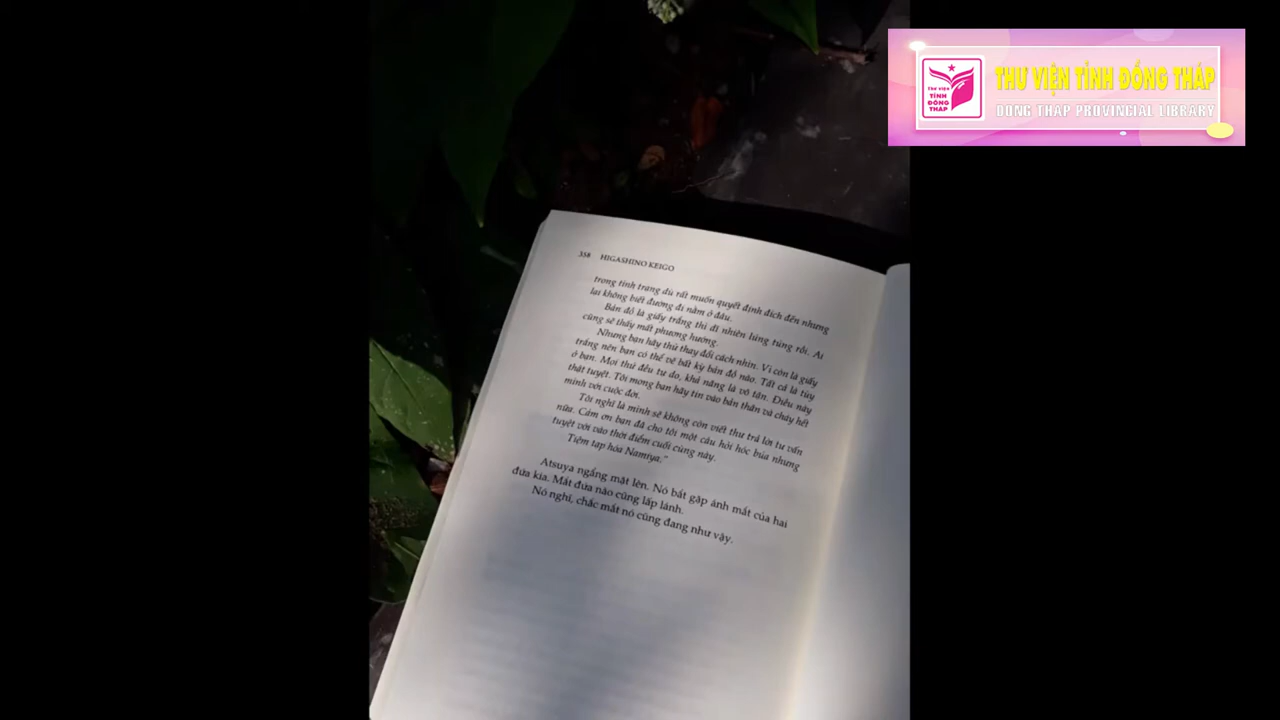 THƯ VIỆN TỈNH ĐỒNG THÁP
DONG THAP PROVINCIAL LIBRARY
Thư viện
TỈNH
ĐỒNG THÁP
358 HIGASHINO KEIGO
trong tình trạng dù rất muốn quyết định đích đến nhưng
lại không biết đường đi nằm ở đâu.
Bản đồ là giấy trắng thì dĩ nhiên lúng túng rồi. Ai
cũng sẽ thấy mất phương hướng.
Nhưng bạn hãy thử thay đổi cách nhìn. Vì còn là giấy
trắng nên bạn có thể vẽ bất kỳ bản đồ nào. Tất cả là tùy
ở bạn. Mọi thứ đều tự do, khả năng là vô tận. Điều này
thật tuyệt. Tôi mong bạn hãy tin vào bản thân và cháy hết
mình với cuộc đời.
Tôi nghĩ là mình sẽ không còn viết thư trả lời tư vấn
nữa. Cảm ơn bạn đã cho tôi một câu hỏi hóc búa nhưng
tuyệt vời vào thời điểm cuối cùng này.
Tiệm tạp hóa Namiya.”
Atsuya ngẩng mặt lên. Nó bắt gặp ánh mắt của hai
đứa kia. Mắt đứa nào cũng lấp lánh.
Nó nghĩ, chắc mắt nó cũng đang như vậy.